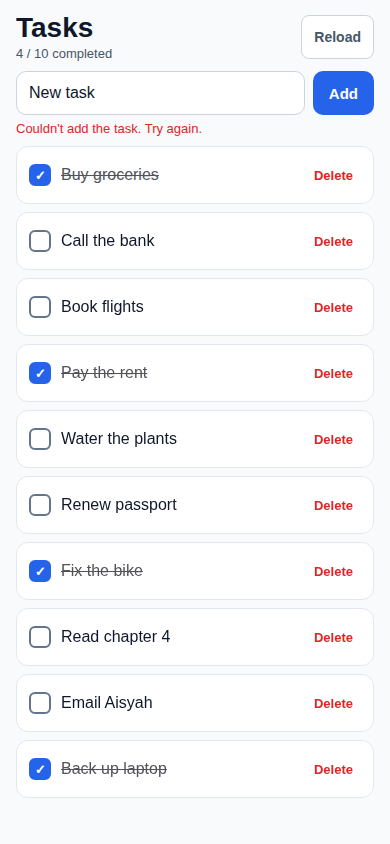 Tasks
4 / 10 completed
Reload
New task
Add
Couldn't add the task. Try again.
Buy groceries
Delete
Call the bank
Delete
Book flights
Delete
Pay the rent
Delete
Water the plants
Delete
Renew passport
Delete
Fix the bike
Delete
Read chapter 4
Delete
Email Aisyah
Delete
Back up laptop
Delete